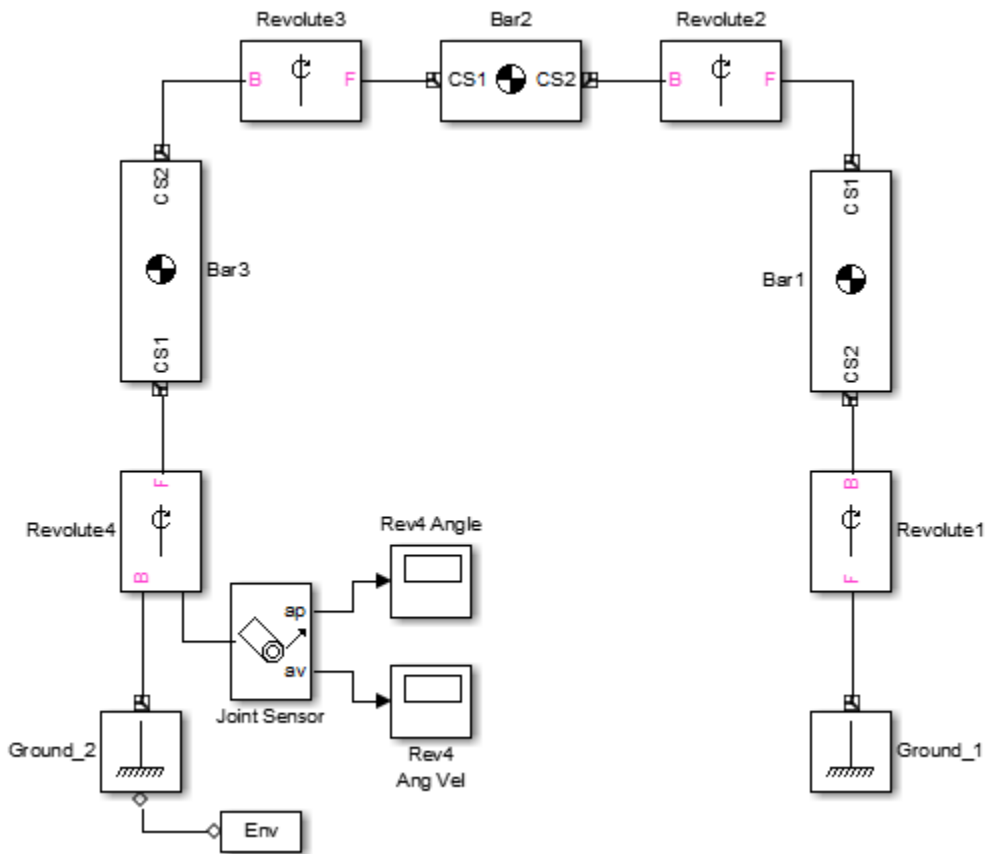 Revolute3
Bar2
Revolute2
B
F
CS1
CS2
B
F
CS2
Bar3
CS1
CS1
Bar1
CS2
F
Revolute4
B
Rev4 Angle
ap
av
Joint Sensor
Rev4
Ang Vel
B
Revolute1
F
Ground_2
Ground_1
Env